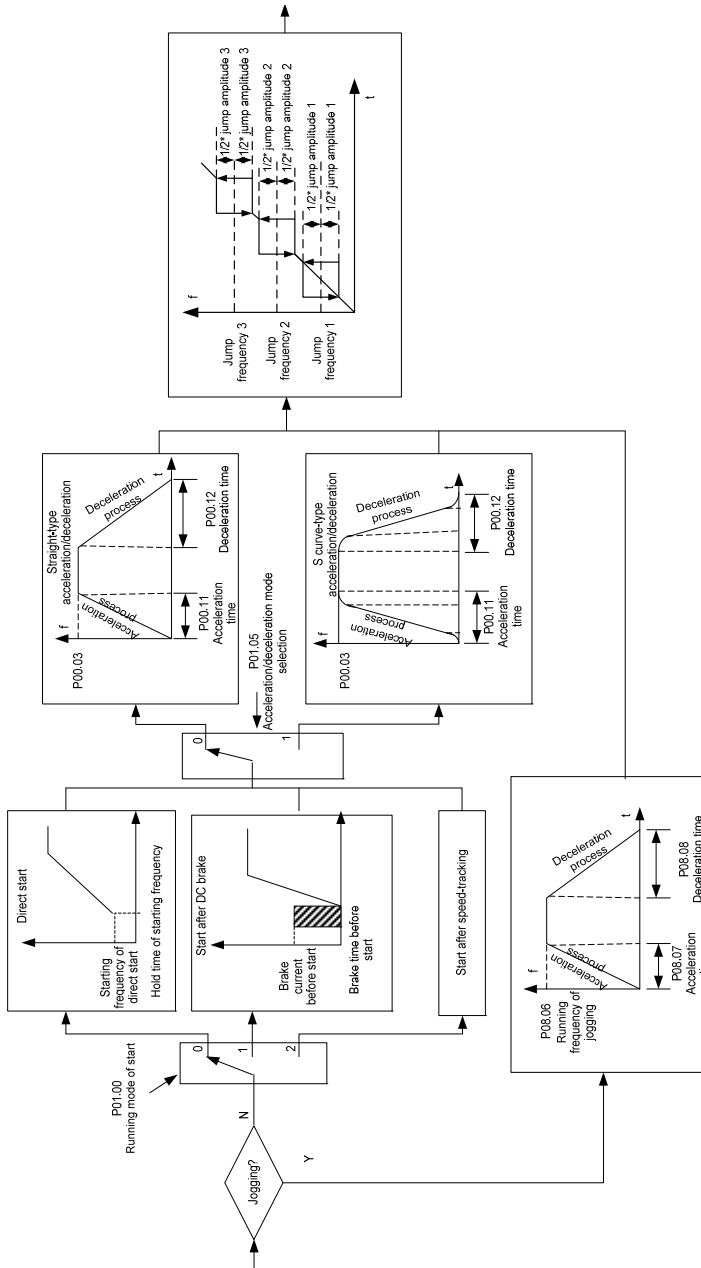 Jogging?
N
Y
P01.00
Running mode of start
0
1
2
Direct start
Starting
frequency of
direct start
Hold time of starting frequency
Start after DC brake
Brake
current
before start
Brake time before
start
Start after speed-tracking
P08.06
Running
frequency of
jogging
f
Acceleration
process
Deceleration
process
t
P08.07
Acceleration
P08.08
Deceleration time
0
1
P01.05
Acceleration/deceleration mode
selection
Straight-type
acceleration/deceleration
P00.03
f
Acceleration
process
Deceleration
process
t
P00.11
Acceleration
time
P00.12
Deceleration time
S curve-type
acceleration/deceleration
P00.03
f
Acceleration
process
Deceleration
process
t
P00.11
Acceleration
time
P00.12
Deceleration time
f
Jump
frequency 3
Jump
frequency 2
Jump
frequency 1
1/2* jump amplitude 3
1/2* jump amplitude 3
1/2* jump amplitude 2
1/2* jump amplitude 2
1/2* jump amplitude 1
1/2* jump amplitude 1
t